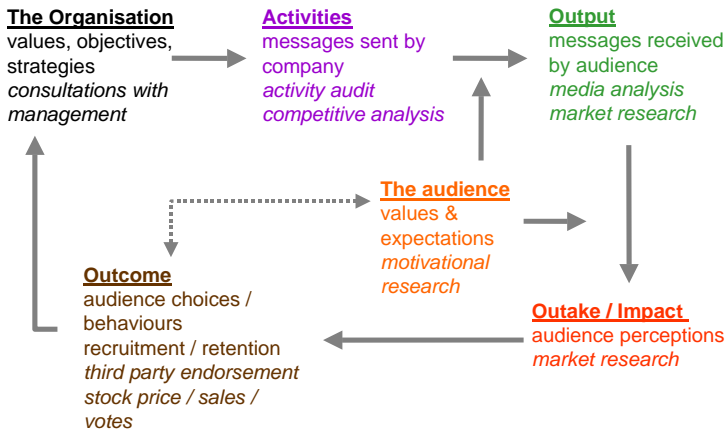 The Organisation
values, objectives,
strategies
consultations with
management
Activities
messages sent by
company
activity audit
competitive analysis
Output
messages received
by audience
media analysis
market research
The audience
values &
expectations
motivational
research
Outcome
audience choices /
behaviours
recruitment / retention
third party endorsement
stock price / sales /
votes
Outake / Impact
audience perceptions
market research